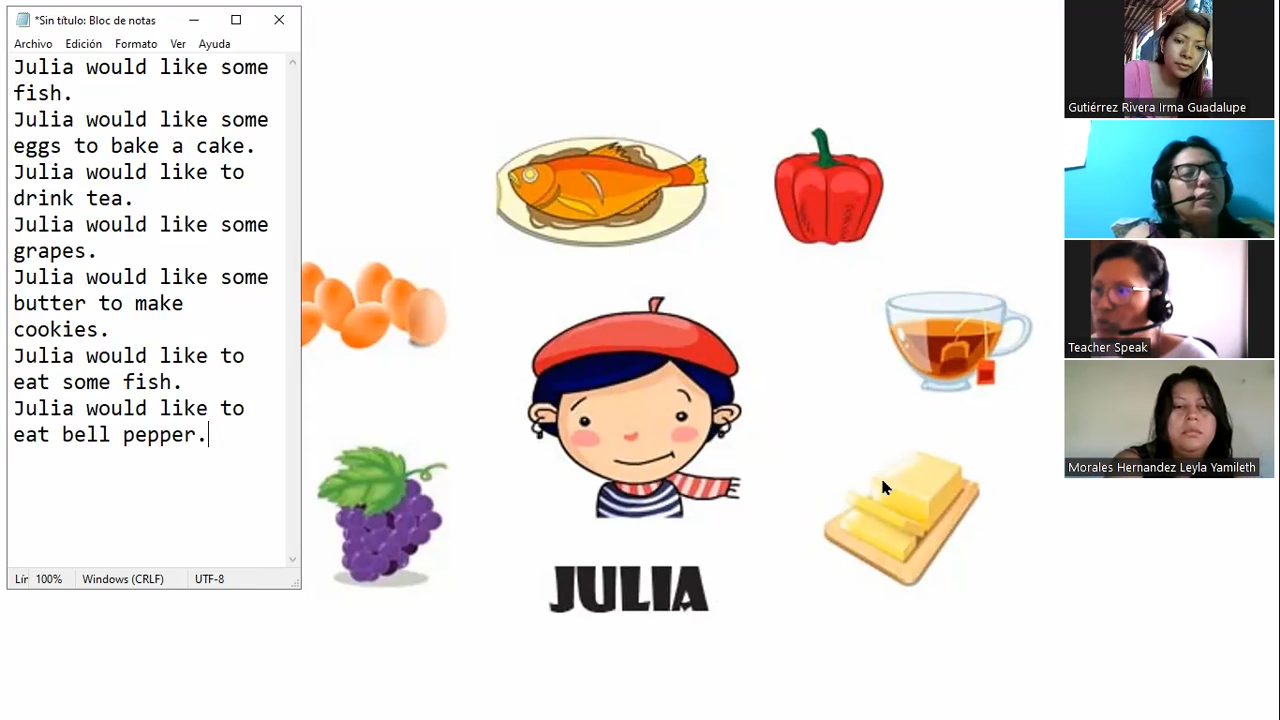 *Sin título: Bloc de notas
Archivo Edición Formato Ver Ayuda
Julia would like some
fish.
Julia would like some
eggs to bake a cake.
Julia would like to
drink tea.
Julia would like some
grapes.
Julia would like some
butter to make
cookies.
Julia would like to
eat some fish.
Julia would like to
eat bell pepper.
Lír 100% Windows (CRLF) UTF-8
JULIA
Gutiérrez Rivera Irma Guadalupe
Teacher Speak
Morales Hernandez Leyla Yamileth